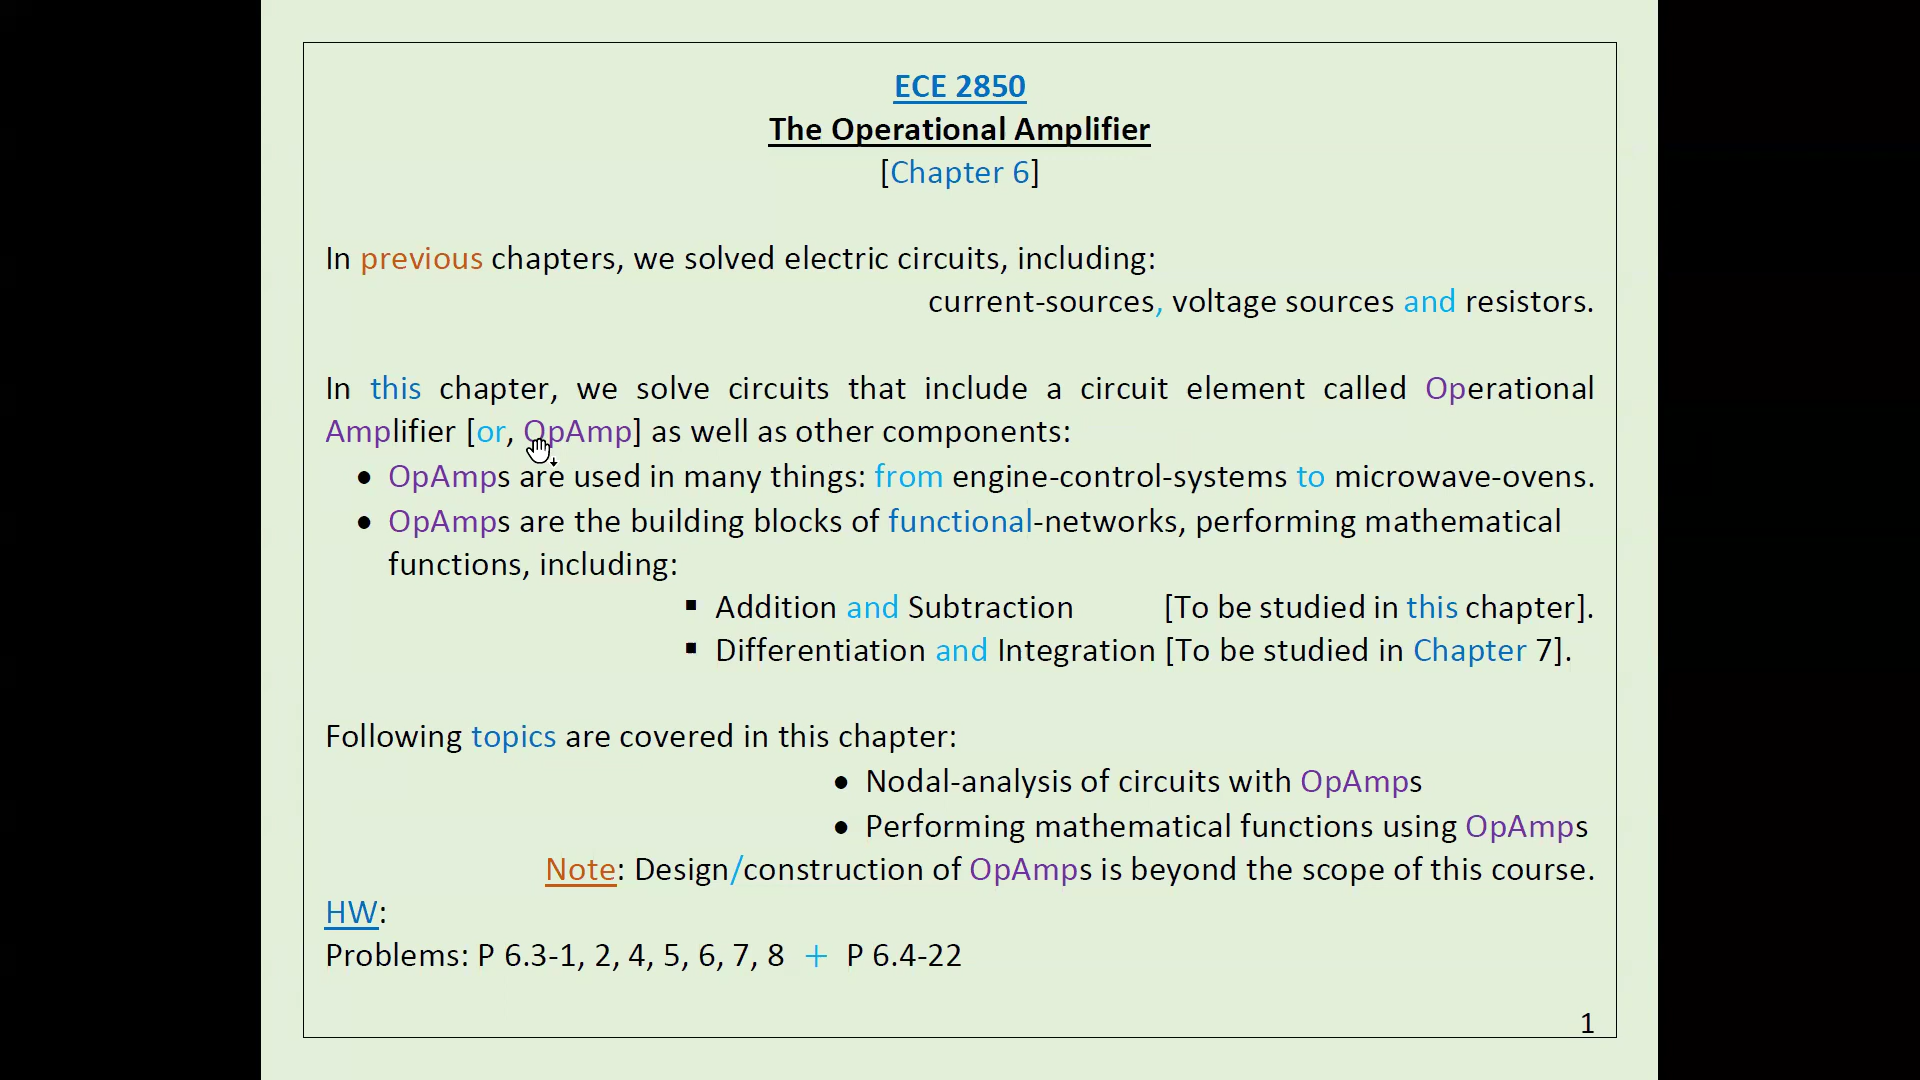 ECE 2850
The Operational Amplifier
[Chapter 6]
In previous chapters, we solved electric circuits, including:
current-sources, voltage sources and resistors.
In this chapter, we solve circuits that include a circuit element called Operational
Amplifier [or, OpAmp] as well as other components:
• OpAmps are used in many things: from engine-control-systems to microwave-ovens.
• OpAmps are the building blocks of functional-networks, performing mathematical
functions, including:
▪ Addition and Subtraction [To be studied in this chapter].
▪ Differentiation and Integration [To be studied in Chapter 7].
Following topics are covered in this chapter:
• Nodal-analysis of circuits with OpAmps
• Performing mathematical functions using OpAmps
Note: Design/construction of OpAmps is beyond the scope of this course.
HW:
Problems: P 6.3-1, 2, 4, 5, 6, 7, 8 + P 6.4-22
1